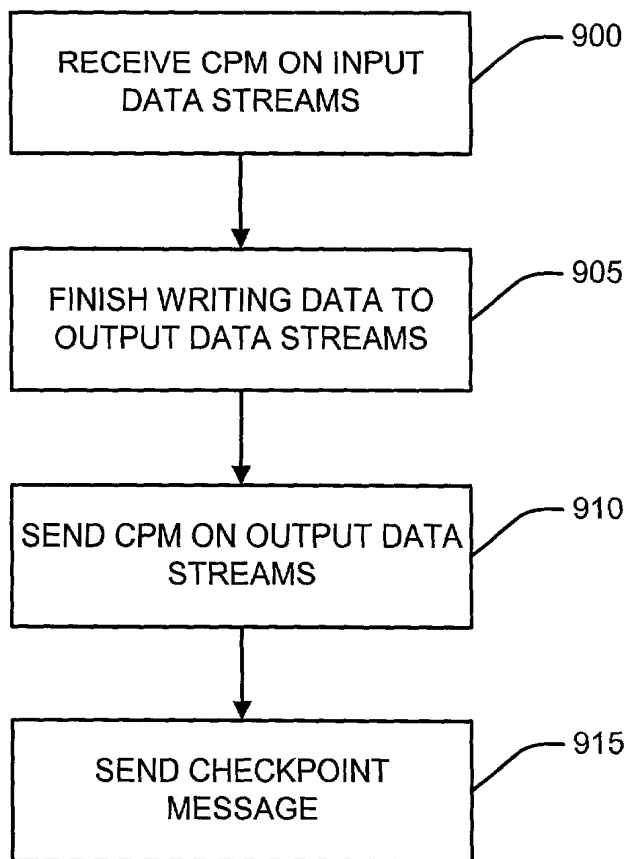 RECEIVE CPM ON INPUT
DATA STREAMS
900
FINISH WRITING DATA TO
OUTPUT DATA STREAMS
905
SEND CPM ON OUTPUT DATA
STREAMS
910
SEND CHECKPOINT
MESSAGE
915